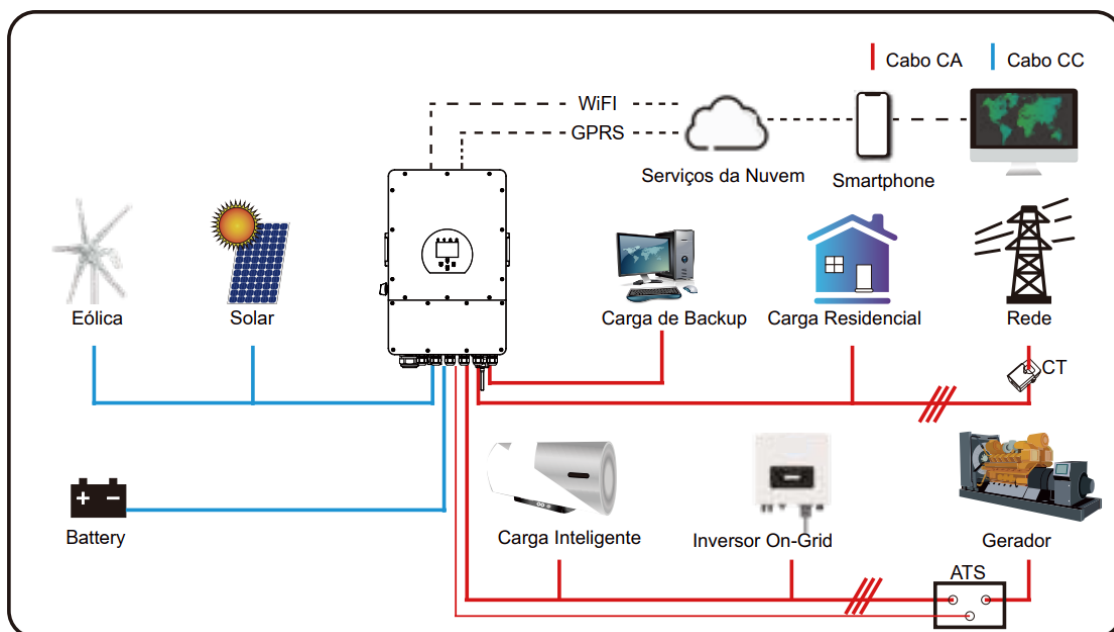 Cabo CA
Cabo CC
WiFI
GPRS
Serviços da Nuvem
Smartphone
Eólica
Solar
Carga de Backup
Carga Residencial
Rede
CT
Battery
Carga Inteligente
Inversor On-Grid
Gerador
ATS